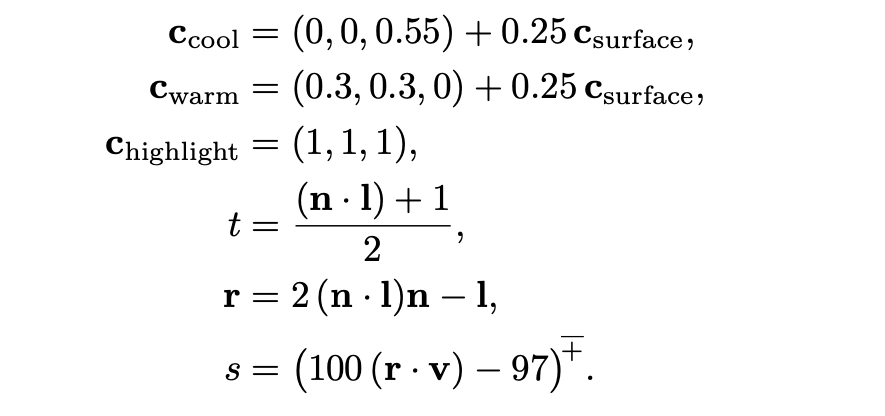 c_cool = (0, 0, 0.55) + 0.25 c_surface,
c_warm = (0.3, 0.3, 0) + 0.25 c_surface,
c_highlight = (1, 1, 1),
t = ((n · l) + 1) / 2,
r = 2 (n · l)n − l,
s = (100 (r · v) − 97)^∓.